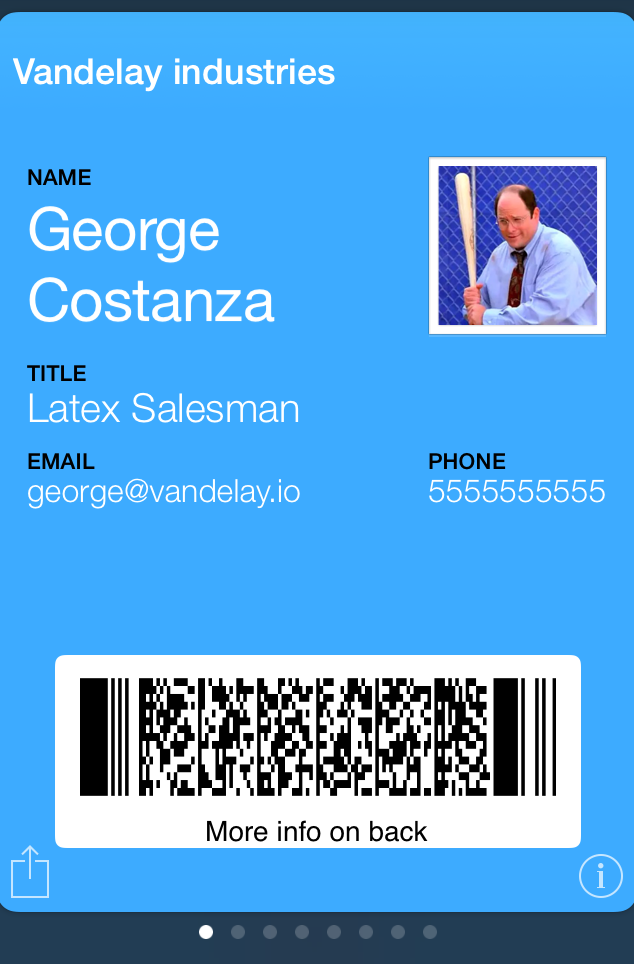 Vandelay industries
NAME
George
Costanza
TITLE
Latex Salesman
EMAIL
george@vandelay.io
PHONE
5555555555
More info on back
i